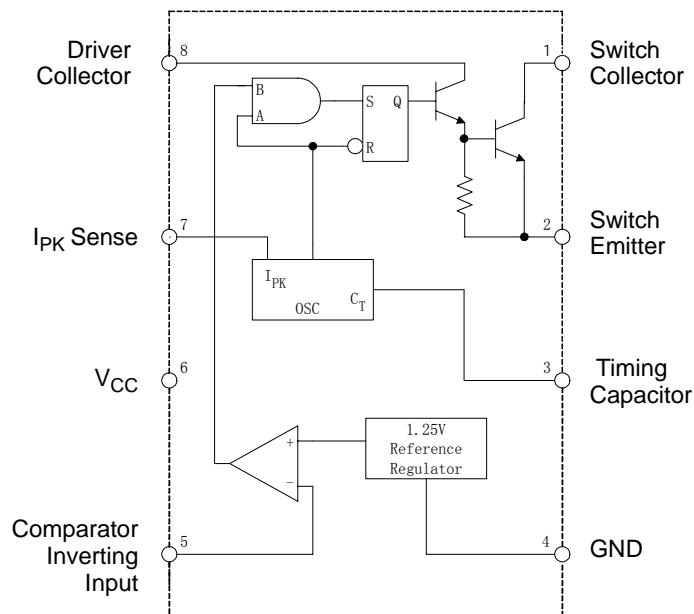 Driver
Collector
8
1
Switch
Collector
B
A
S
Q
R
I_PK Sense
7
2
Switch
Emitter
I_PK
OSC
C_T
V_CC
6
3
Timing
Capacitor
+
−
1.25V
Reference
Regulator
Comparator
Inverting
Input
5
4
GND